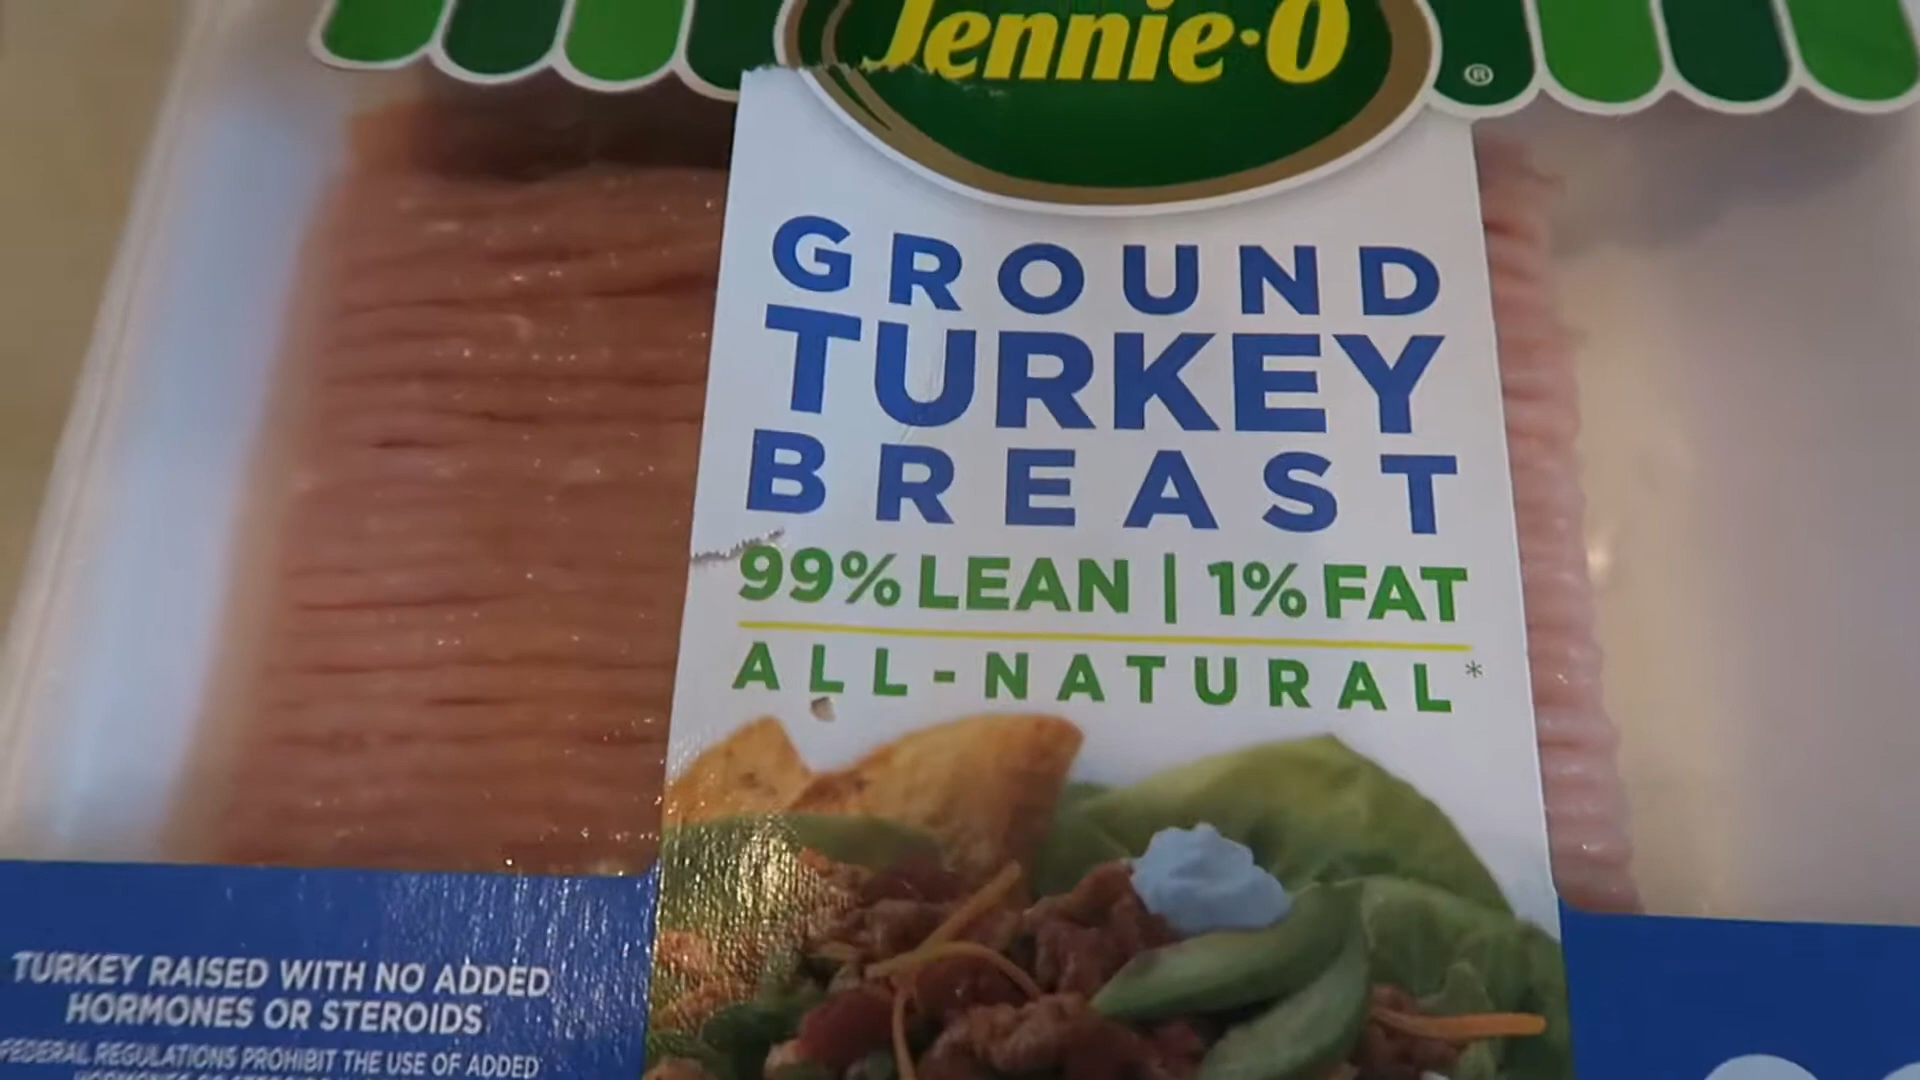 Jennie-O
®
GROUND
TURKEY
BREAST
99% LEAN | 1% FAT
ALL-NATURAL*
TURKEY RAISED WITH NO ADDED
HORMONES OR STEROIDS
FEDERAL REGULATIONS PROHIBIT THE USE OF ADDED